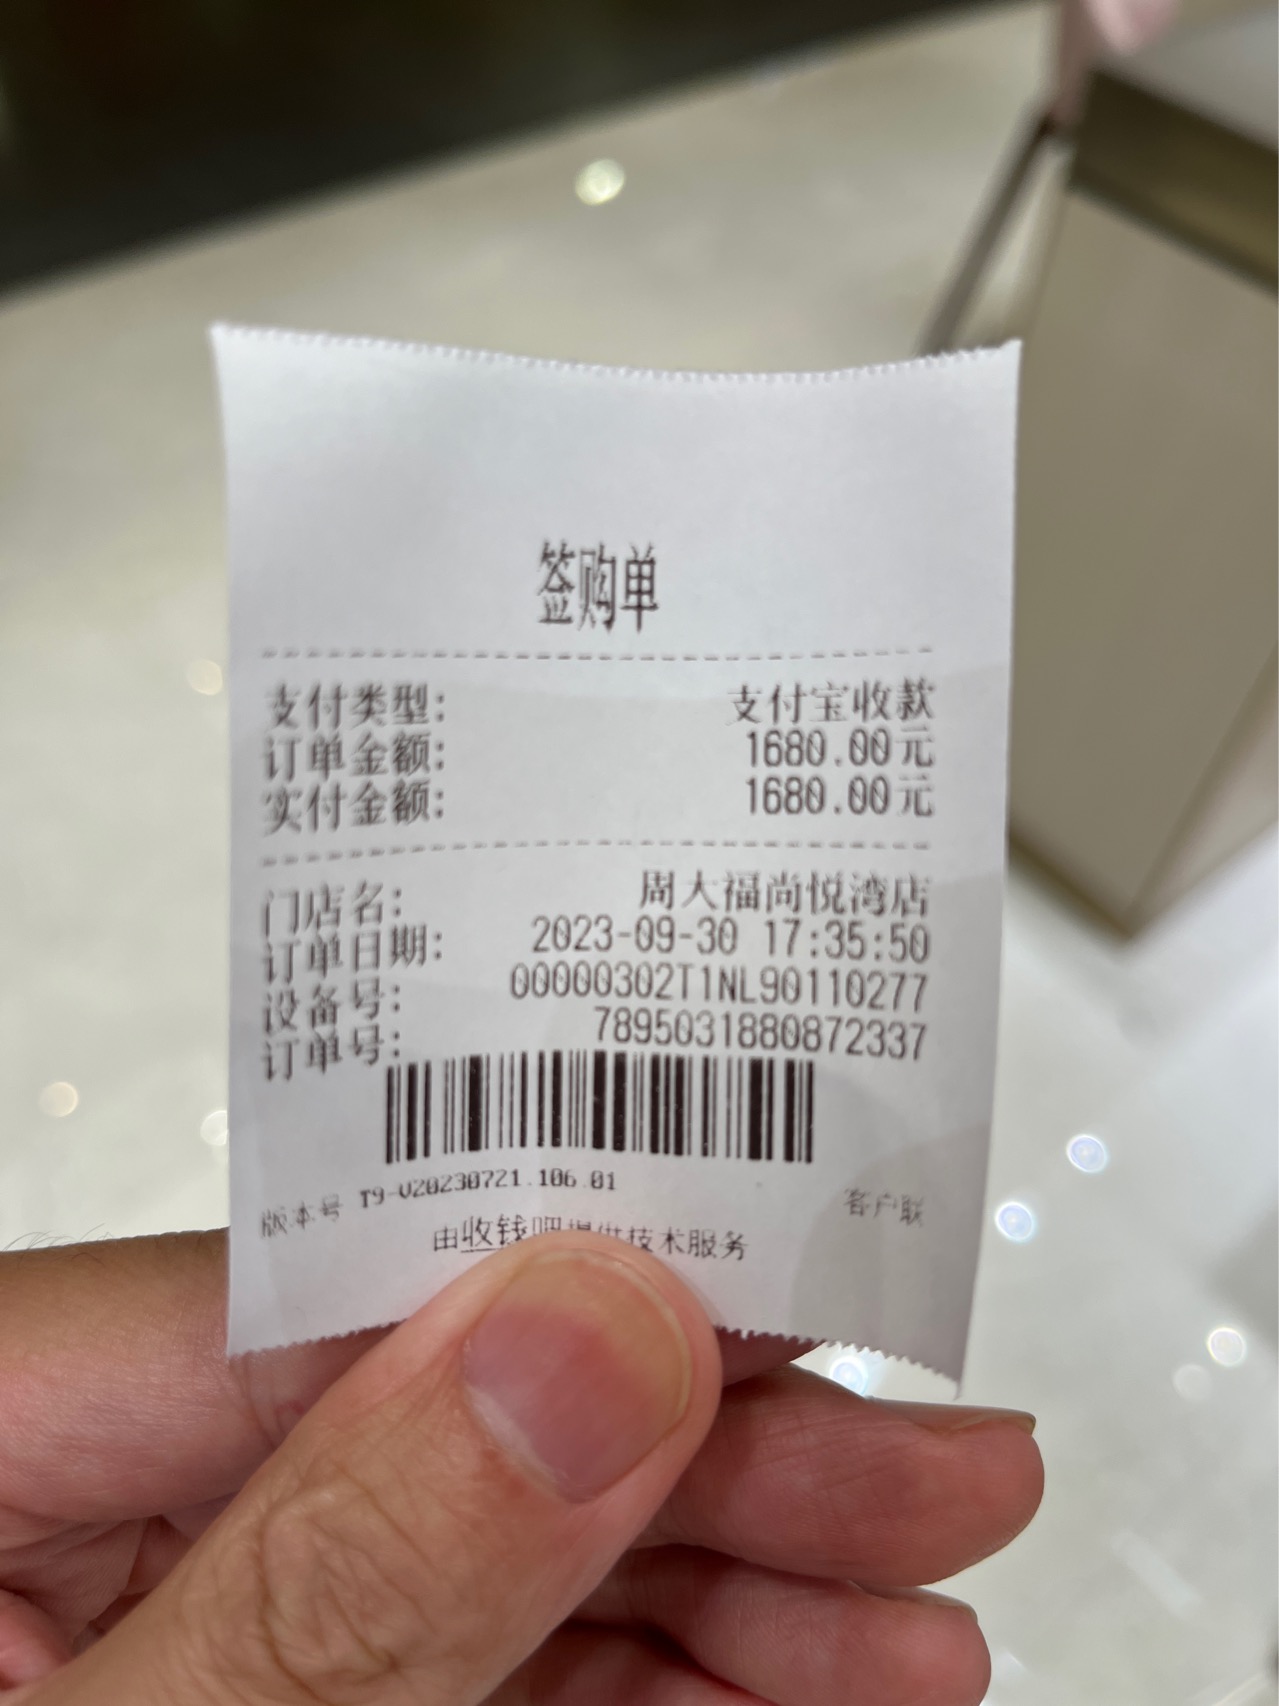 签购单
支付类型: 支付宝收款
订单金额: 1680.00元
实付金额: 1680.00元
门店名: 周大福尚悦湾店
订单日期: 2023-09-30 17:35:50
设备号: 00000302T1NL90110277
订单号: 7895031880872337
版本号 T9-V20230721.106.01 客户联
由收钱吧提供技术服务